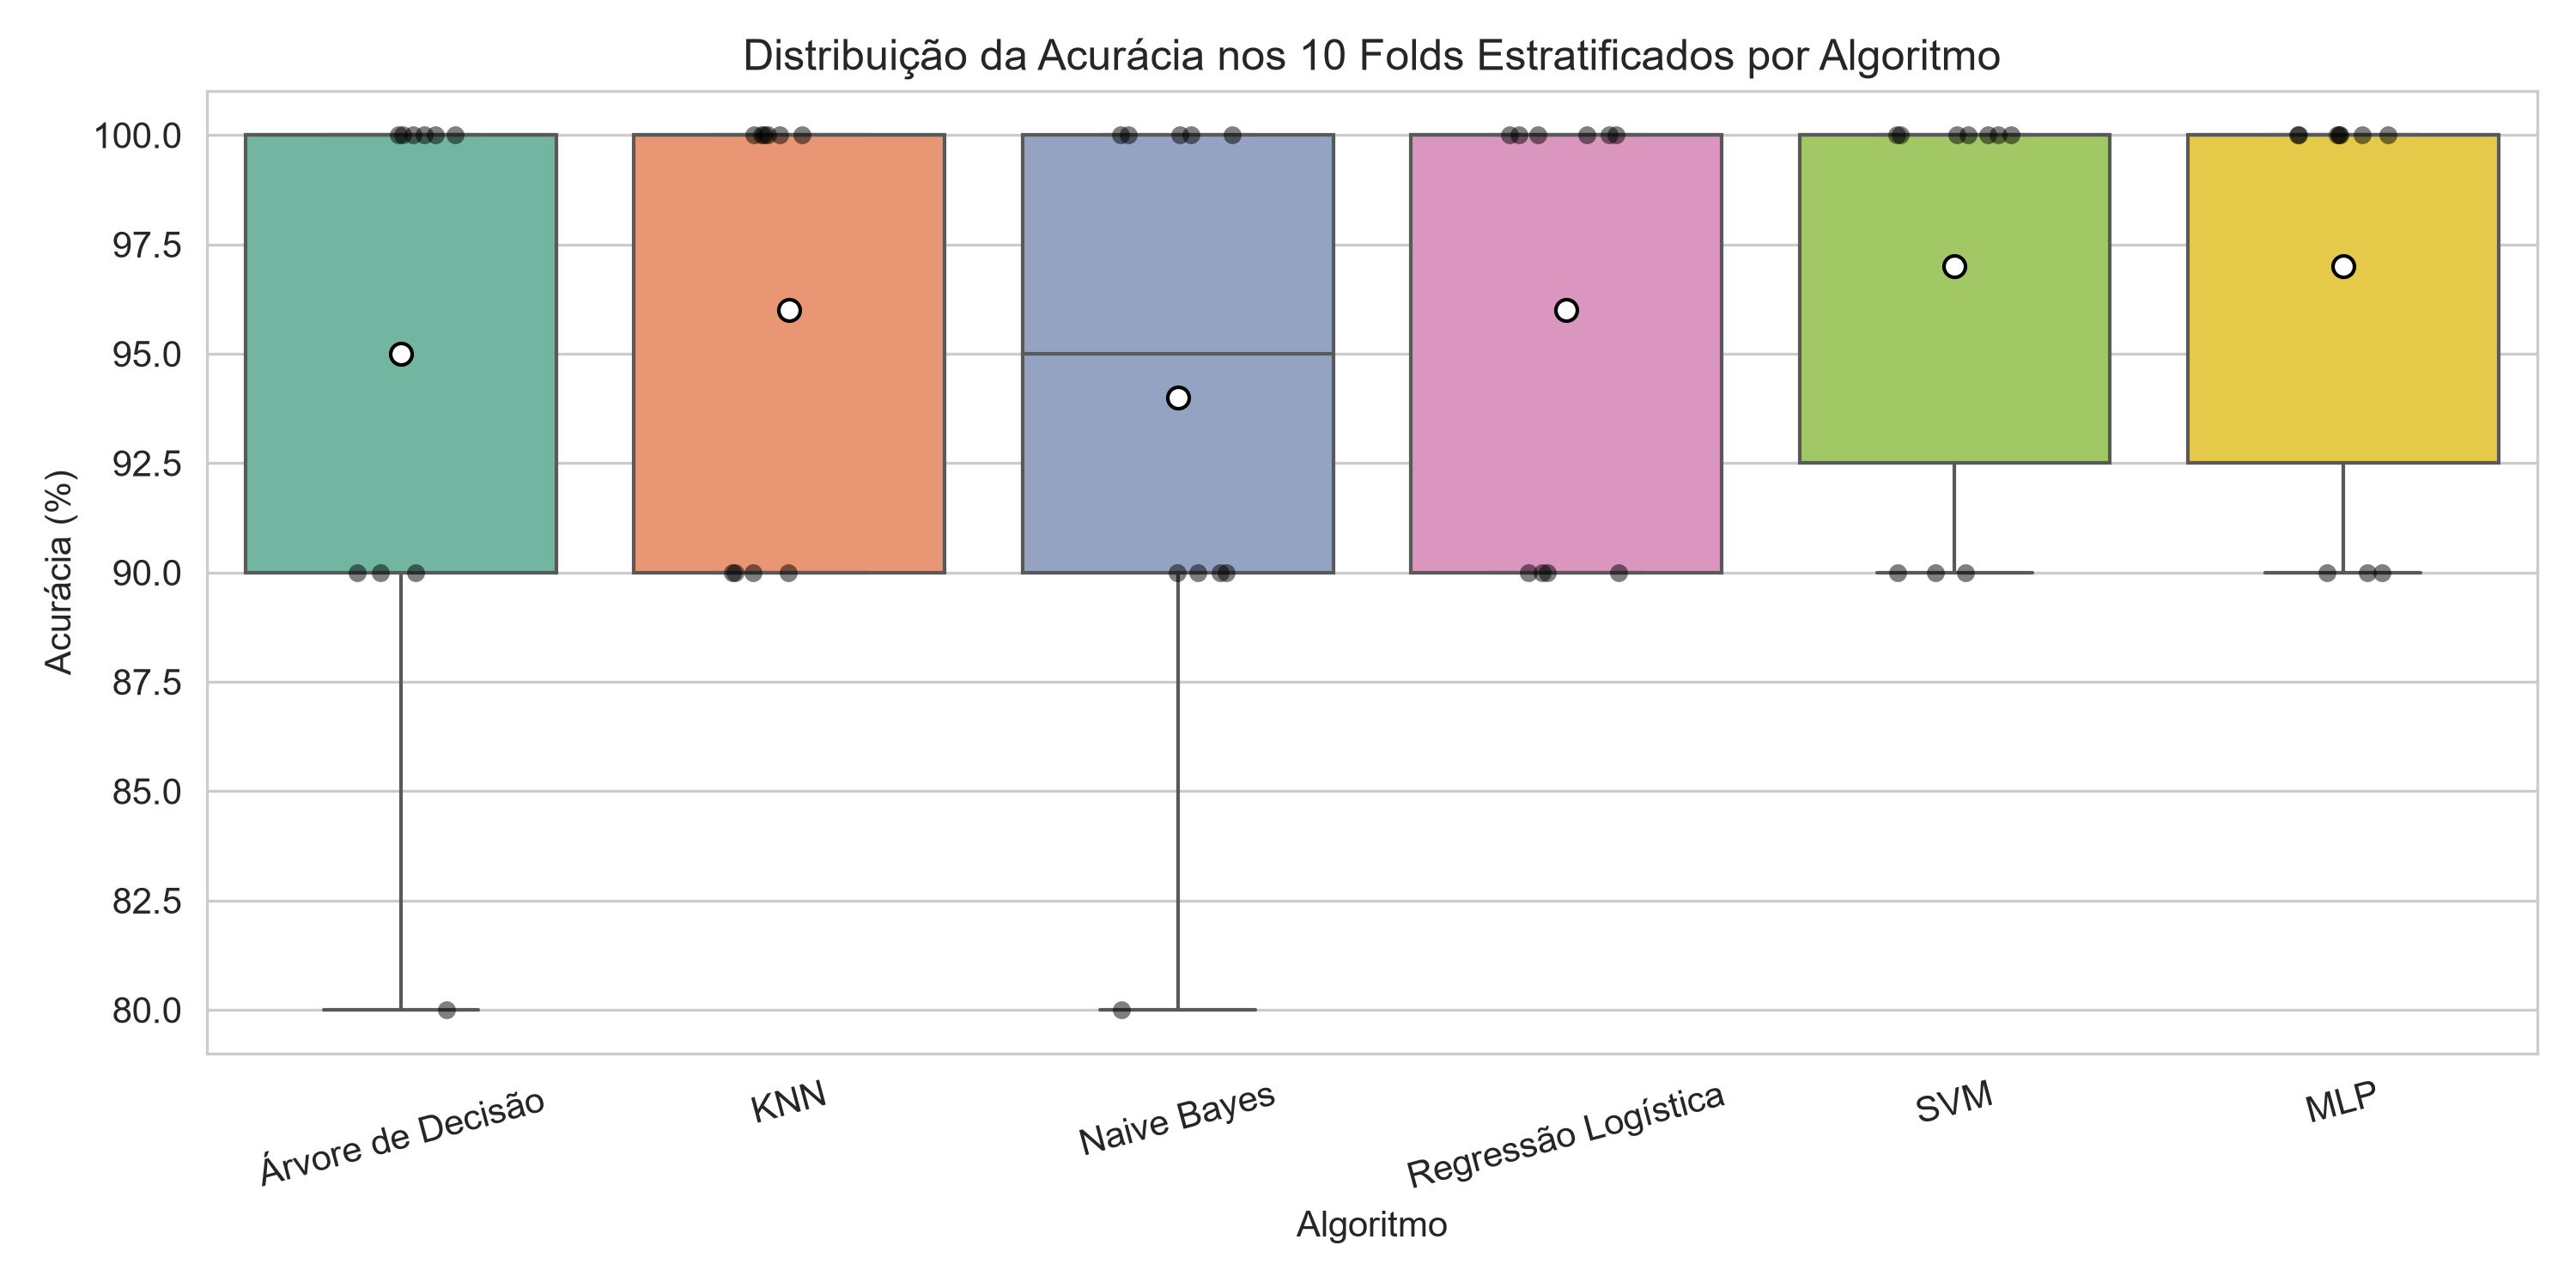 Distribuição da Acurácia nos 10 Folds Estratificados por Algoritmo
Acurácia (%)
100.0
97.5
95.0
92.5
90.0
87.5
85.0
82.5
80.0
Árvore de Decisão
KNN
Naive Bayes
Regressão Logística
SVM
MLP
Algoritmo